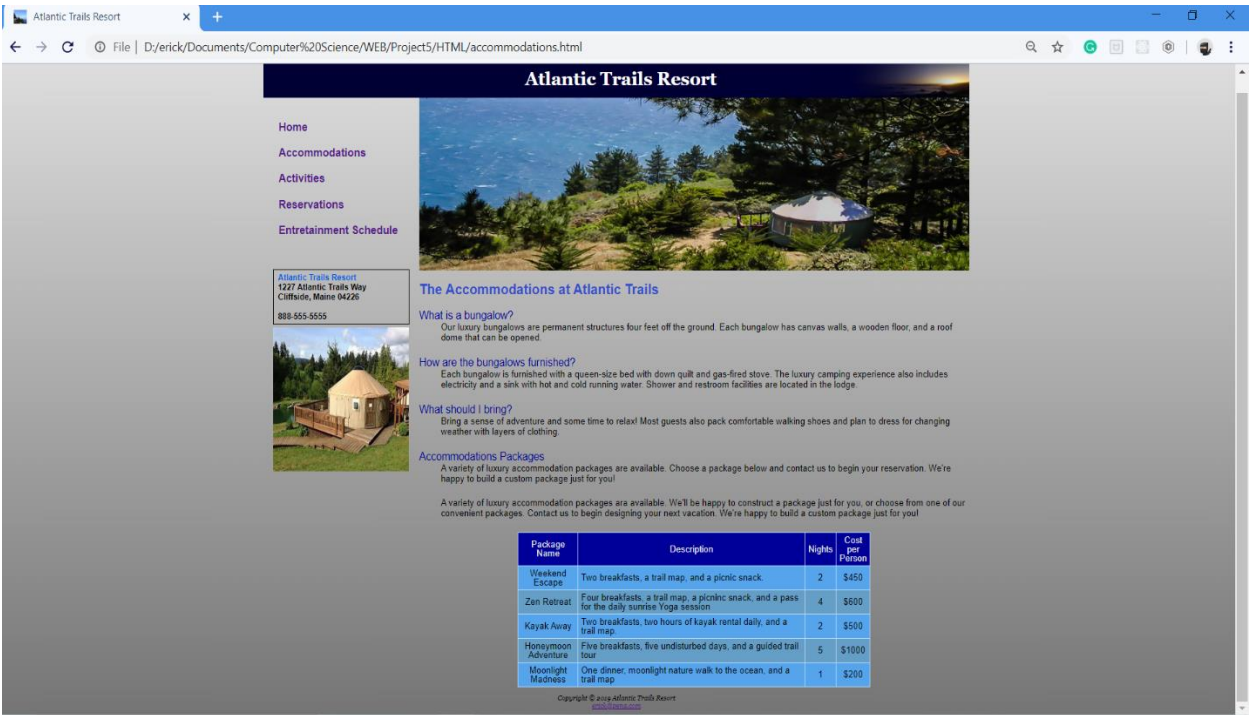 Atlantic Trails Resort
File | D:/erick/Documents/Computer%20Science/WEB/Project5/HTML/accommodations.html
Atlantic Trails Resort
Home
Accommodations
Activities
Reservations
Entretainment Schedule
Atlantic Trails Resort
1227 Atlantic Trails Way
Cliffside, Maine 04226
888-555-5555
The Accommodations at Atlantic Trails
What is a bungalow?
Our luxury bungalows are permanent structures four feet off the ground. Each bungalow has canvas walls, a wooden floor, and a roof
dome that can be opened.
How are the bungalows furnished?
Each bungalow is furnished with a queen-size bed with down quilt and gas-fired stove. The luxury camping experience also includes
electricity and a sink with hot and cold running water. Shower and restroom facilities are located in the lodge.
What should I bring?
Bring a sense of adventure and some time to relax! Most guests also pack comfortable walking shoes and plan to dress for changing
weather with layers of clothing.
Accommodations Packages
A variety of luxury accommodation packages are available. Choose a package below and contact us to begin your reservation. We're
happy to build a custom package just for you!
A variety of luxury accommodation packages are available. We'll be happy to construct a package just for you, or choose from one of our
convenient packages. Contact us to begin designing your next vacation. We're happy to build a custom package just for you!
Package
Name
Description
Nights
Cost
per
Person
Weekend
Escape
Two breakfasts, a trail map, and a picnic snack.
2
$450
Zen Retreat
Four breakfasts, a trail map, a picninc snack, and a pass
for the daily sunrise Yoga session
4
$600
Kayak Away
Two breakfasts, two hours of kayak rental daily, and a
trail map.
2
$500
Honeymoon
Adventure
Five breakfasts, five undisturbed days, and a guided trail
tour
5
$1000
Moonlight
Madness
One dinner, moonlight nature walk to the ocean, and a
trail map
1
$200
Copyright © 2019 Atlantic Trails Resort